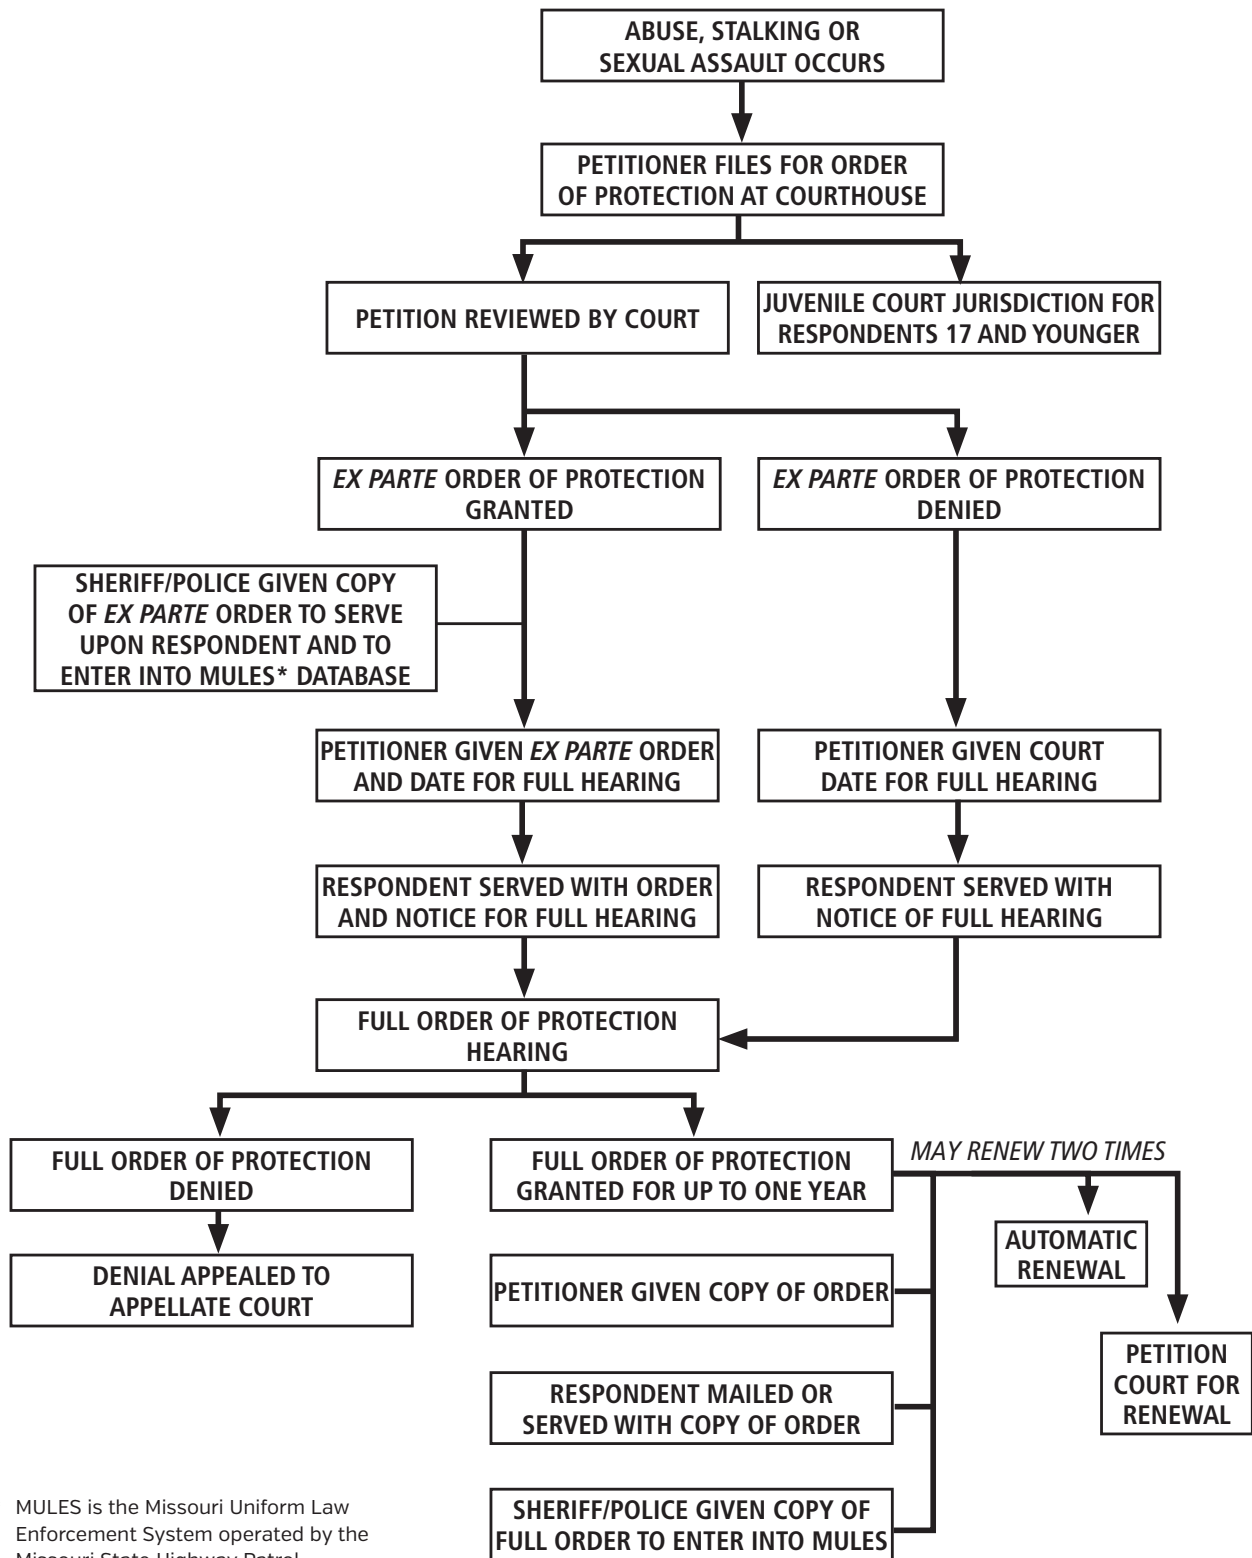 ABUSE, STALKING OR
SEXUAL ASSAULT OCCURS
PETITIONER FILES FOR ORDER
OF PROTECTION AT COURTHOUSE
PETITION REVIEWED BY COURT
JUVENILE COURT JURISDICTION FOR
RESPONDENTS 17 AND YOUNGER
EX PARTE ORDER OF PROTECTION
GRANTED
EX PARTE ORDER OF PROTECTION
DENIED
SHERIFF/POLICE GIVEN COPY
OF EX PARTE ORDER TO SERVE
UPON RESPONDENT AND TO
ENTER INTO MULES* DATABASE
PETITIONER GIVEN EX PARTE ORDER
AND DATE FOR FULL HEARING
PETITIONER GIVEN COURT
DATE FOR FULL HEARING
RESPONDENT SERVED WITH ORDER
AND NOTICE FOR FULL HEARING
RESPONDENT SERVED WITH
NOTICE OF FULL HEARING
FULL ORDER OF PROTECTION
HEARING
FULL ORDER OF PROTECTION
DENIED
FULL ORDER OF PROTECTION
GRANTED FOR UP TO ONE YEAR
MAY RENEW TWO TIMES
AUTOMATIC
RENEWAL
DENIAL APPEALED TO
APPELLATE COURT
PETITIONER GIVEN COPY OF ORDER
PETITION
COURT FOR
RENEWAL
RESPONDENT MAILED OR
SERVED WITH COPY OF ORDER
SHERIFF/POLICE GIVEN COPY OF
FULL ORDER TO ENTER INTO MULES
MULES is the Missouri Uniform Law
Enforcement System operated by the
Missouri State Highway Patrol